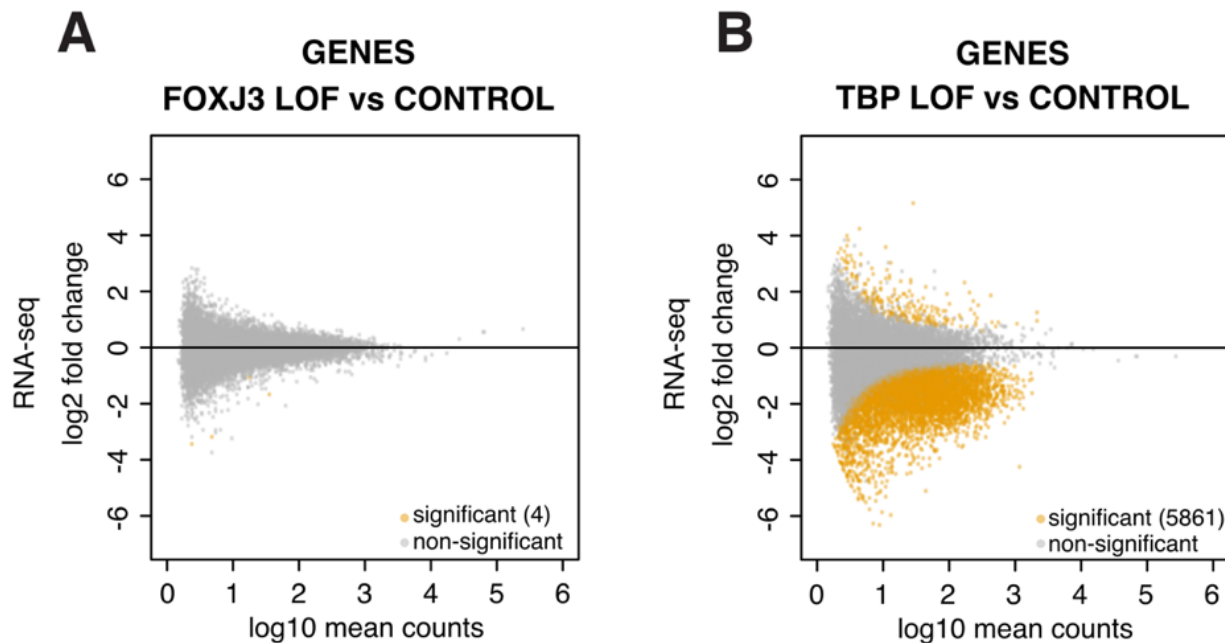 A
GENES
FOXJ3 LOF vs CONTROL
RNA-seq
log2 fold change
6
4
2
0
-2
-4
-6
significant (4)
non-significant
0 1 2 3 4 5 6
log10 mean counts
B
GENES
TBP LOF vs CONTROL
RNA-seq
log2 fold change
6
4
2
0
-2
-4
-6
significant (5861)
non-significant
0 1 2 3 4 5 6
log10 mean counts